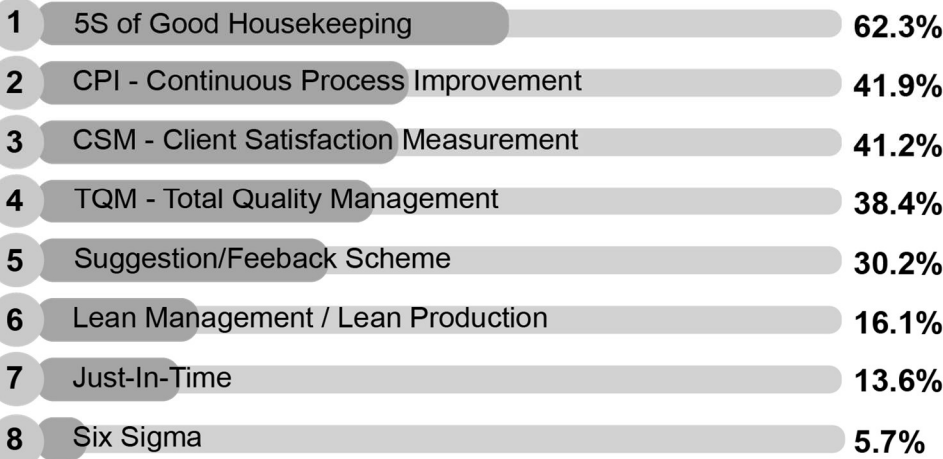 1 5S of Good Housekeeping 62.3%
2 CPI - Continuous Process Improvement 41.9%
3 CSM - Client Satisfaction Measurement 41.2%
4 TQM - Total Quality Management 38.4%
5 Suggestion/Feeback Scheme 30.2%
6 Lean Management / Lean Production 16.1%
7 Just-In-Time 13.6%
8 Six Sigma 5.7%